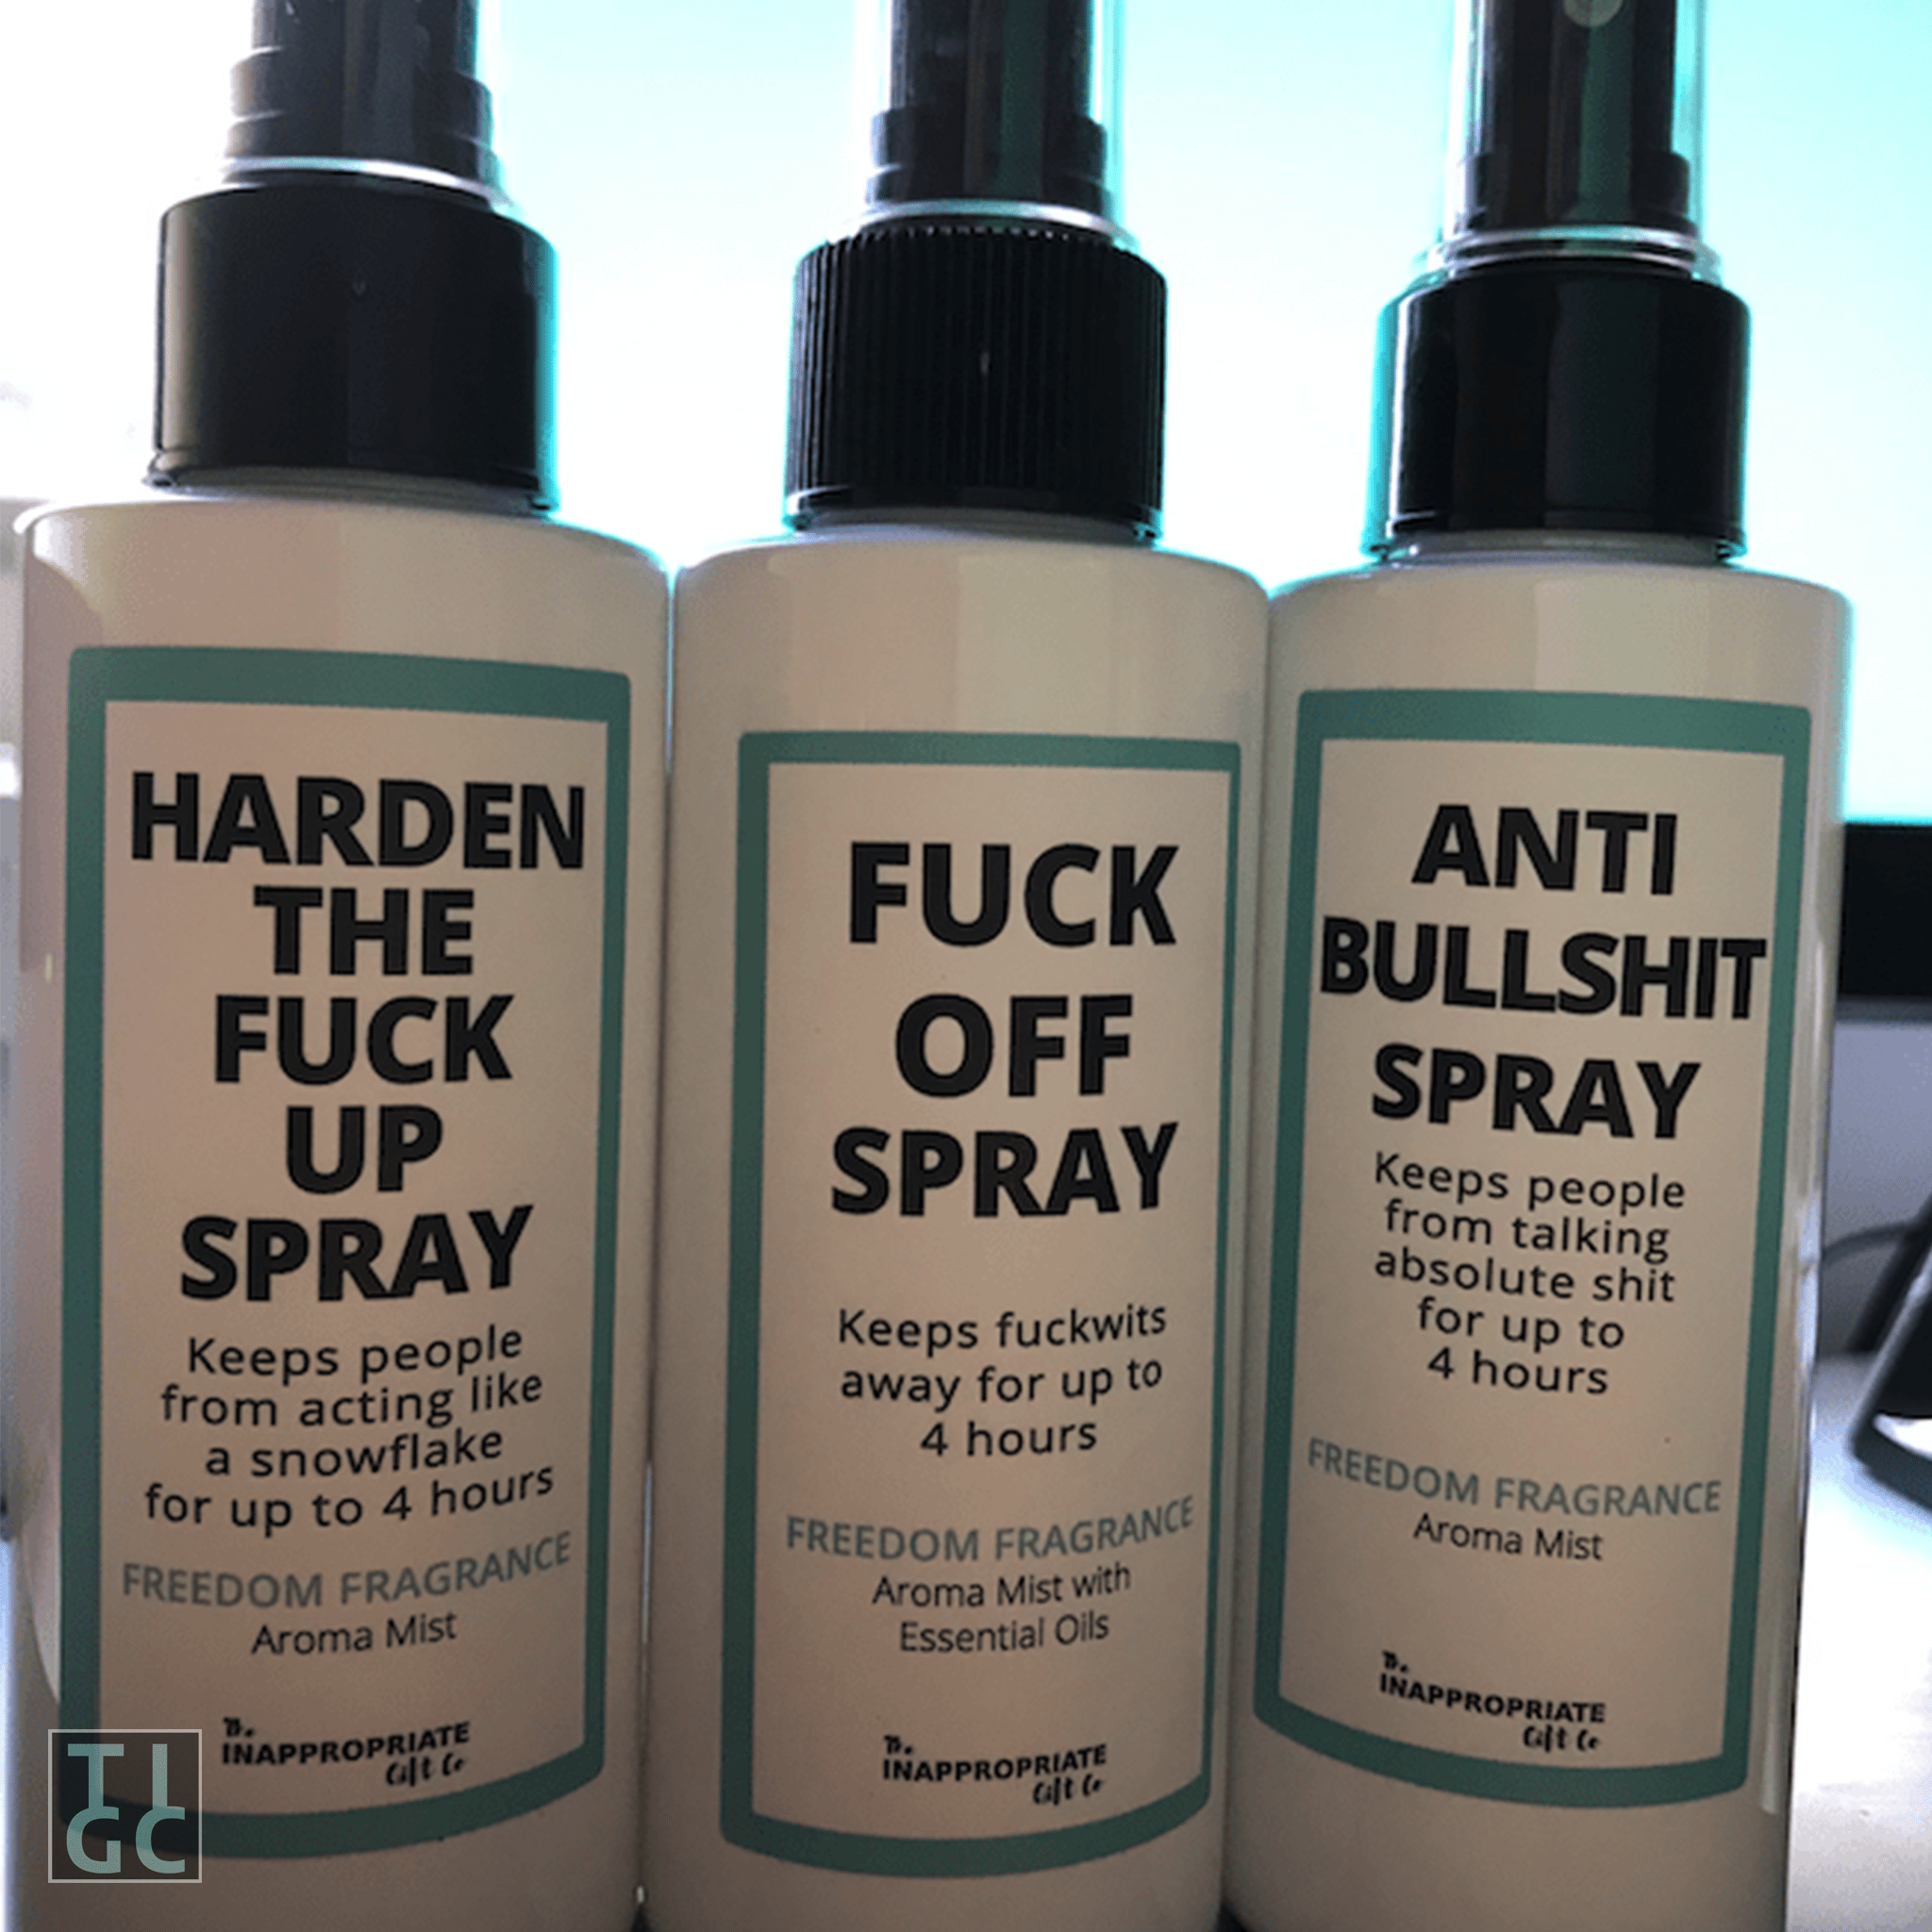 HARDEN
THE
FUCK
UP
SPRAY
Keeps people
from acting like
a snowflake
for up to 4 hours
FREEDOM FRAGRANCE
Aroma Mist
The
INAPPROPRIATE
Gift Co
FUCK
OFF
SPRAY
Keeps fuckwits
away for up to
4 hours
FREEDOM FRAGRANCE
Aroma Mist with
Essential Oils
The
INAPPROPRIATE
Gift Co
ANTI
BULLSHIT
SPRAY
Keeps people
from talking
absolute shit
for up to
4 hours
FREEDOM FRAGRANCE
Aroma Mist
The
INAPPROPRIATE
Gift Co
TI
GC